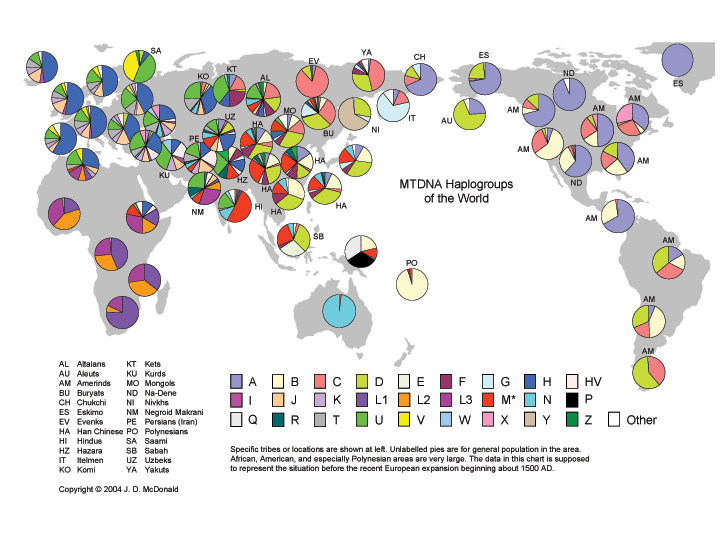 SA
YA
CH
ES
EV
KT
KO
AL
ND
ES
MO
AM
AM
AM
UZ
HA
BU
NI
IT
AU
PE
HA
AM
AM
KU
HZ
HA
ND
NM
HI
HA
HA
AM
SB
PO
AM
AM
AM
MTDNA Haplogroups
of the World
AL Altaians KT Kets
AU Aleuts KU Kurds
AM Amerinds MO Mongols
BU Buryats ND Na-Dene
CH Chukchi NI Nivkhs
ES Eskimo NM Negroid Makrani
EV Evenks PE Persians (Iran)
HA Han Chinese PO Polynesians
HI Hindus SA Saami
HZ Hazara SB Sabah
IT Itelmen UZ Uzbeks
KO Komi YA Yakuts
A B C D E F G H HV
I J K L1 L2 L3 M* N P
Q R T U V W X Y Z Other
Specific tribes or locations are shown at left. Unlabelled pies are for general population in the area.
African, American, and especially Polynesian areas are very large. The data in this chart is supposed
to represent the situation before the recent European expansion beginning about 1500 AD.
Copyright © 2004 J. D. McDonald